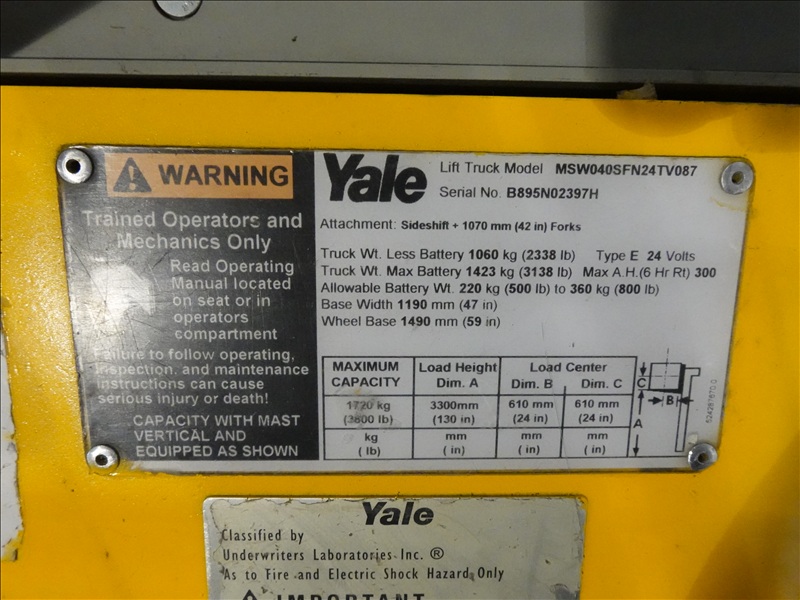 WARNING
Trained Operators and
Mechanics Only
Read Operating
Manual located
on seat or in
operators
compartment
Failure to follow operating,
inspection, and maintenance
instructions can cause
serious injury or death!
CAPACITY WITH MAST
VERTICAL AND
EQUIPPED AS SHOWN
Yale Lift Truck Model MSW040SFN24TV087
Serial No. B895N02397H
Attachment: Sideshift + 1070 mm (42 in) Forks
Truck Wt. Less Battery 1060 kg (2338 lb) Type E 24 Volts
Truck Wt. Max Battery 1423 kg (3138 lb) Max A.H.(6 Hr Rt) 300
Allowable Battery Wt. 220 kg (500 lb) to 360 kg (800 lb)
Base Width 1190 mm (47 in)
Wheel Base 1490 mm (59 in)
MAXIMUM Load Height Load Center
CAPACITY Dim. A Dim. B Dim. C
1720 kg 3300mm 610 mm 610 mm
(3800 lb) (130 in) (24 in) (24 in)
kg mm mm mm
( lb) ( in) ( in) ( in)
C
B
A
Yale
Classified by
Underwriters Laboratories Inc. ®
As to Fire and Electric Shock Hazard Only
IMPORTANT